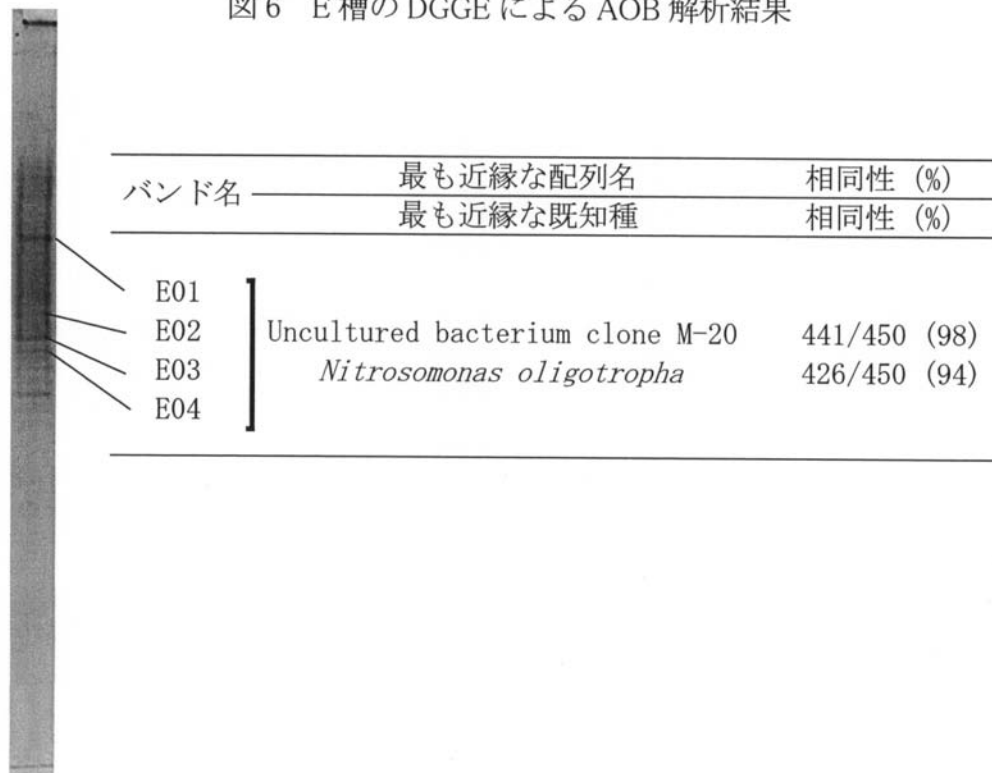 図6 E槽のDGGEによるAOB解析結果
バンド名
最も近縁な配列名 相同性 (%)
最も近縁な既知種 相同性 (%)
E01
E02 Uncultured bacterium clone M-20 441/450 (98)
E03 Nitrosomonas oligotropha 426/450 (94)
E04